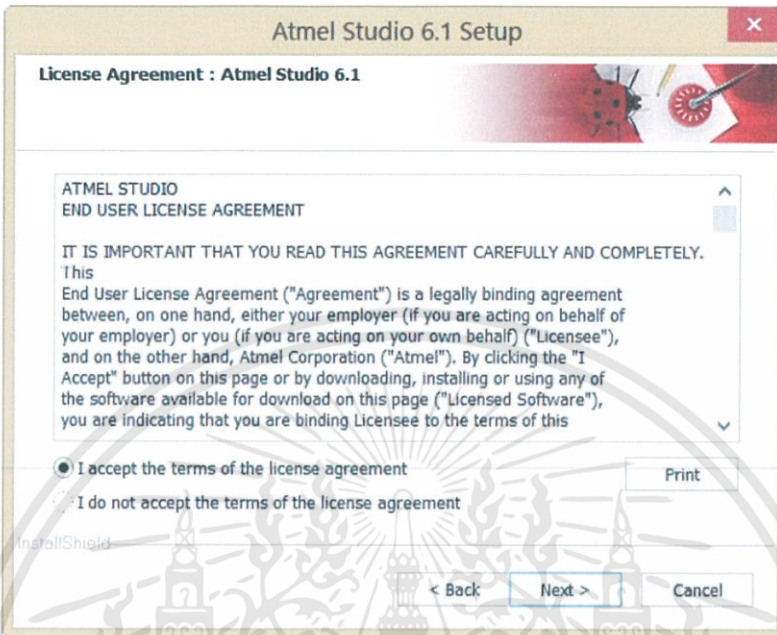 Atmel Studio 6.1 Setup
License Agreement : Atmel Studio 6.1
ATMEL STUDIO
END USER LICENSE AGREEMENT
IT IS IMPORTANT THAT YOU READ THIS AGREEMENT CAREFULLY AND COMPLETELY.
This
End User License Agreement ("Agreement") is a legally binding agreement
between, on one hand, either your employer (if you are acting on behalf of
your employer) or you (if you are acting on your own behalf) ("Licensee"),
and on the other hand, Atmel Corporation ("Atmel"). By clicking the "I
Accept" button on this page or by downloading, installing or using any of
the software available for download on this page ("Licensed Software"),
you are indicating that you are binding Licensee to the terms of this
I accept the terms of the license agreement
Print
I do not accept the terms of the license agreement
InstallShield
< Back
Next >
Cancel